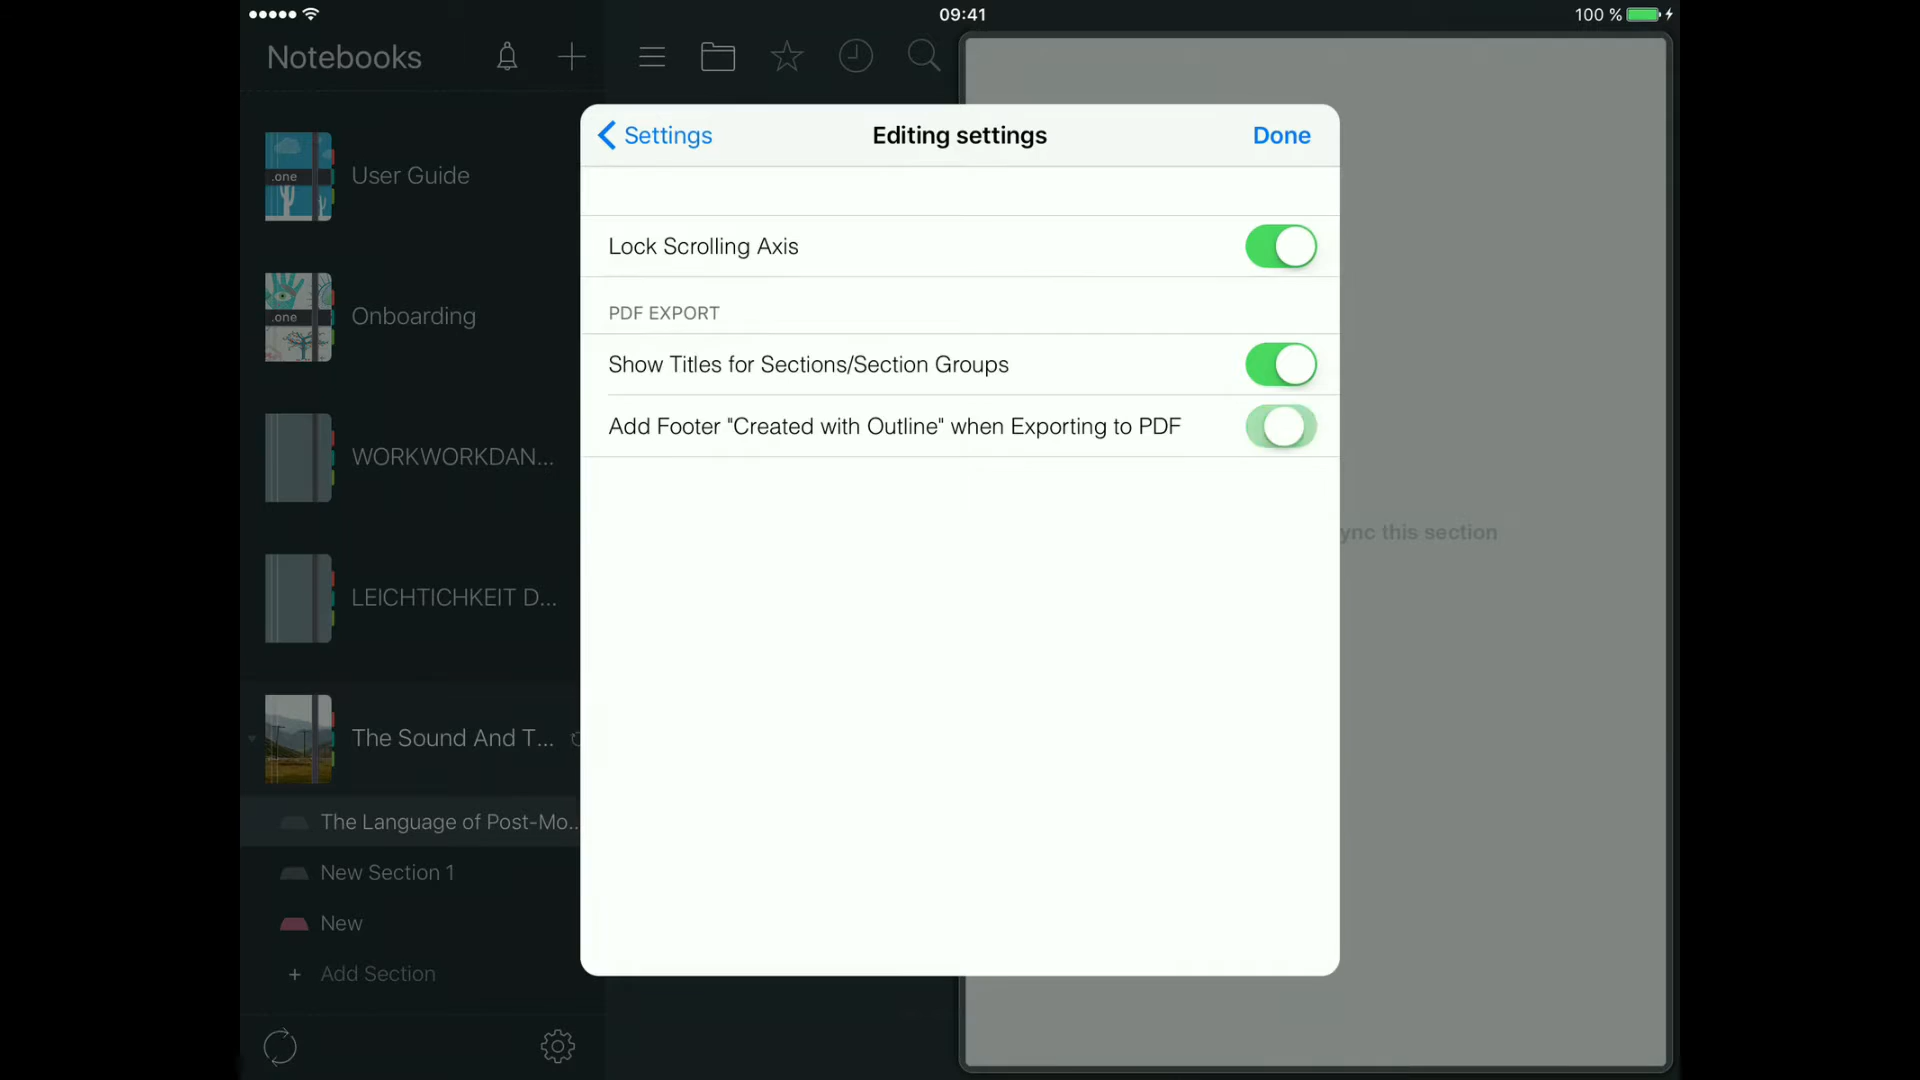 09:41
100 %
Notebooks
Settings
Editing settings
Done
.one
User Guide
Lock Scrolling Axis
.one
Onboarding
PDF EXPORT
Show Titles for Sections/Section Groups
Add Footer "Created with Outline" when Exporting to PDF
WORKWORKDAN...
ync this section
LEICHTICHKEIT D...
The Sound And T...
The Language of Post-Mo...
New Section 1
New
+ Add Section